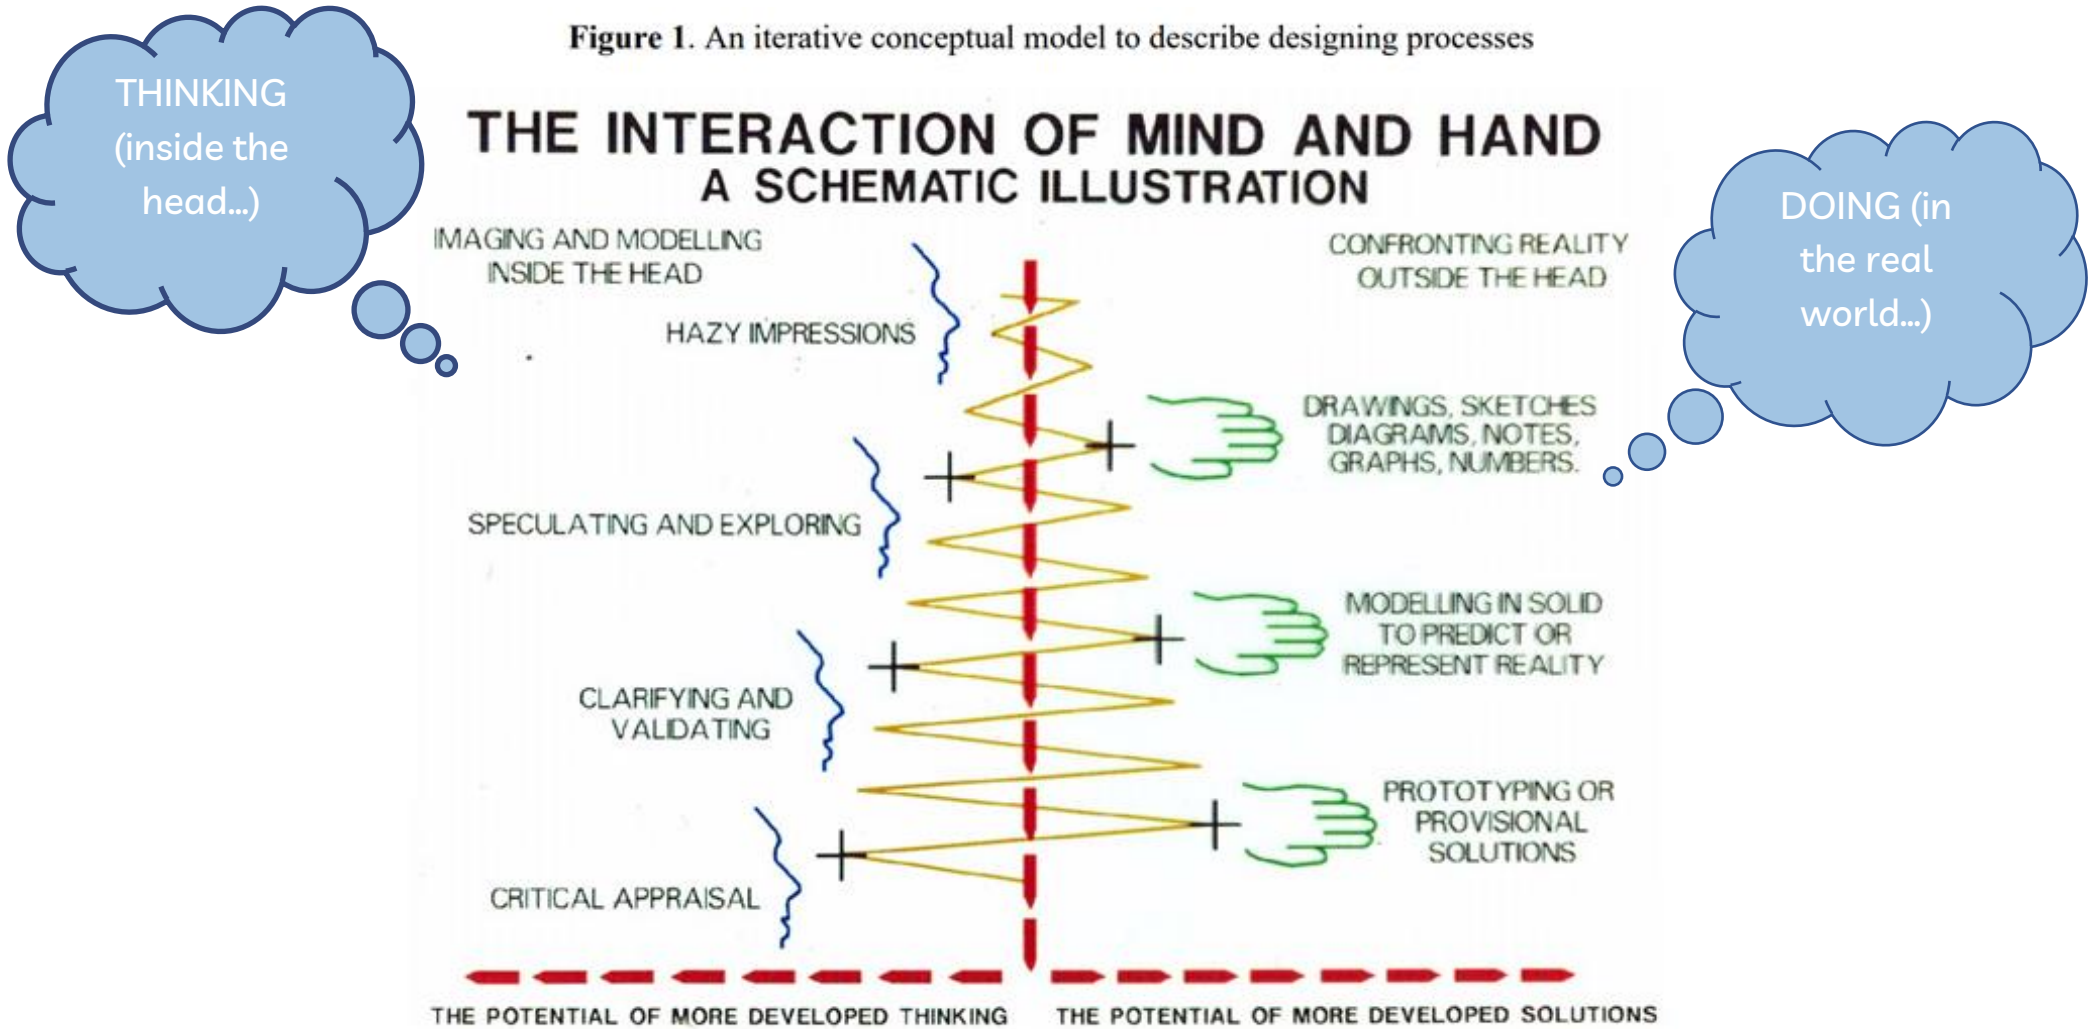 Figure 1. An iterative conceptual model to describe designing processes
THINKING
(inside the
head...)
THE INTERACTION OF MIND AND HAND
A SCHEMATIC ILLUSTRATION
DOING (in
the real
world...)
IMAGING AND MODELLING
INSIDE THE HEAD
CONFRONTING REALITY
OUTSIDE THE HEAD
HAZY IMPRESSIONS
DRAWINGS, SKETCHES
DIAGRAMS, NOTES,
GRAPHS, NUMBERS.
SPECULATING AND EXPLORING
MODELLING IN SOLID
TO PREDICT OR
REPRESENT REALITY
CLARIFYING AND
VALIDATING
PROTOTYPING OR
PROVISIONAL
SOLUTIONS
CRITICAL APPRAISAL
THE POTENTIAL OF MORE DEVELOPED THINKING
THE POTENTIAL OF MORE DEVELOPED SOLUTIONS